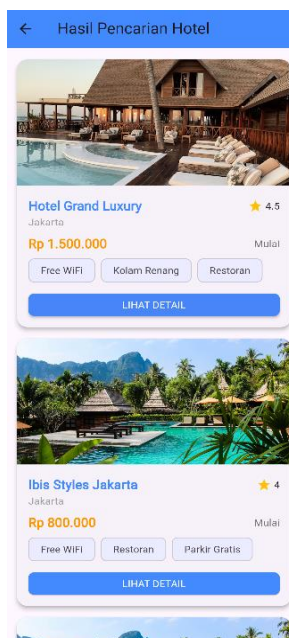 Hasil Pencarian Hotel
Hotel Grand Luxury 4.5
Jakarta
Rp 1.500.000 Mulai
Free WiFi Kolam Renang Restoran
LIHAT DETAIL
Ibis Styles Jakarta 4
Jakarta
Rp 800.000 Mulai
Free WiFi Restoran Parkir Gratis
LIHAT DETAIL